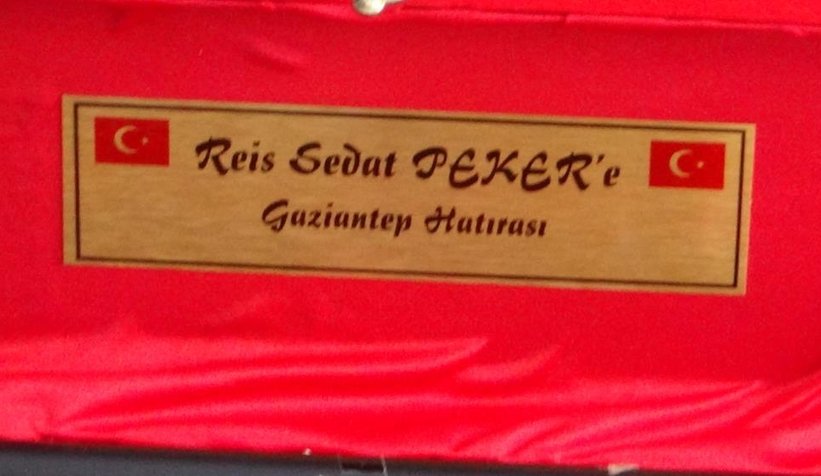 Reis Sedat PEKER'e
Gaziantep Hatırası